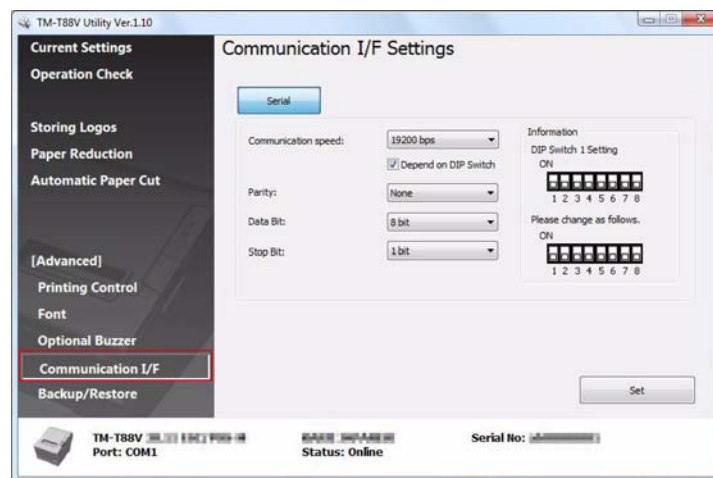 TM-T88V Utility Ver.1.10
Current Settings
Operation Check
Storing Logos
Paper Reduction
Automatic Paper Cut
[Advanced]
Printing Control
Font
Optional Buzzer
Communication I/F
Backup/Restore
Communication I/F Settings
Serial
Communication speed: 19200 bps
Depend on DIP Switch
Parity: None
Data Bit: 8 bit
Stop Bit: 1 bit
Information
DIP Switch 1 Setting
ON
1 2 3 4 5 6 7 8
Please change as follows.
ON
1 2 3 4 5 6 7 8
Set
TM-T88V
Port: COM1
Status: Online
Serial No: